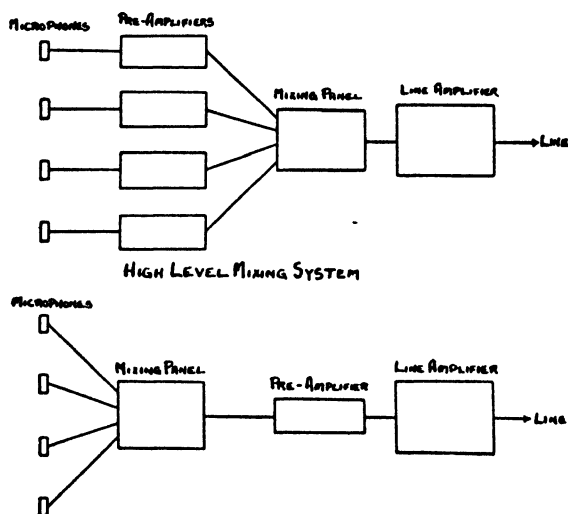 MICROPHONES
PRE-AMPLIFIERS
MIXING PANEL
LINE AMPLIFIER
LINE
HIGH LEVEL MIXING SYSTEM
MICROPHONES
MIXING PANEL
PRE-AMPLIFIER
LINE AMPLIFIER
LINE